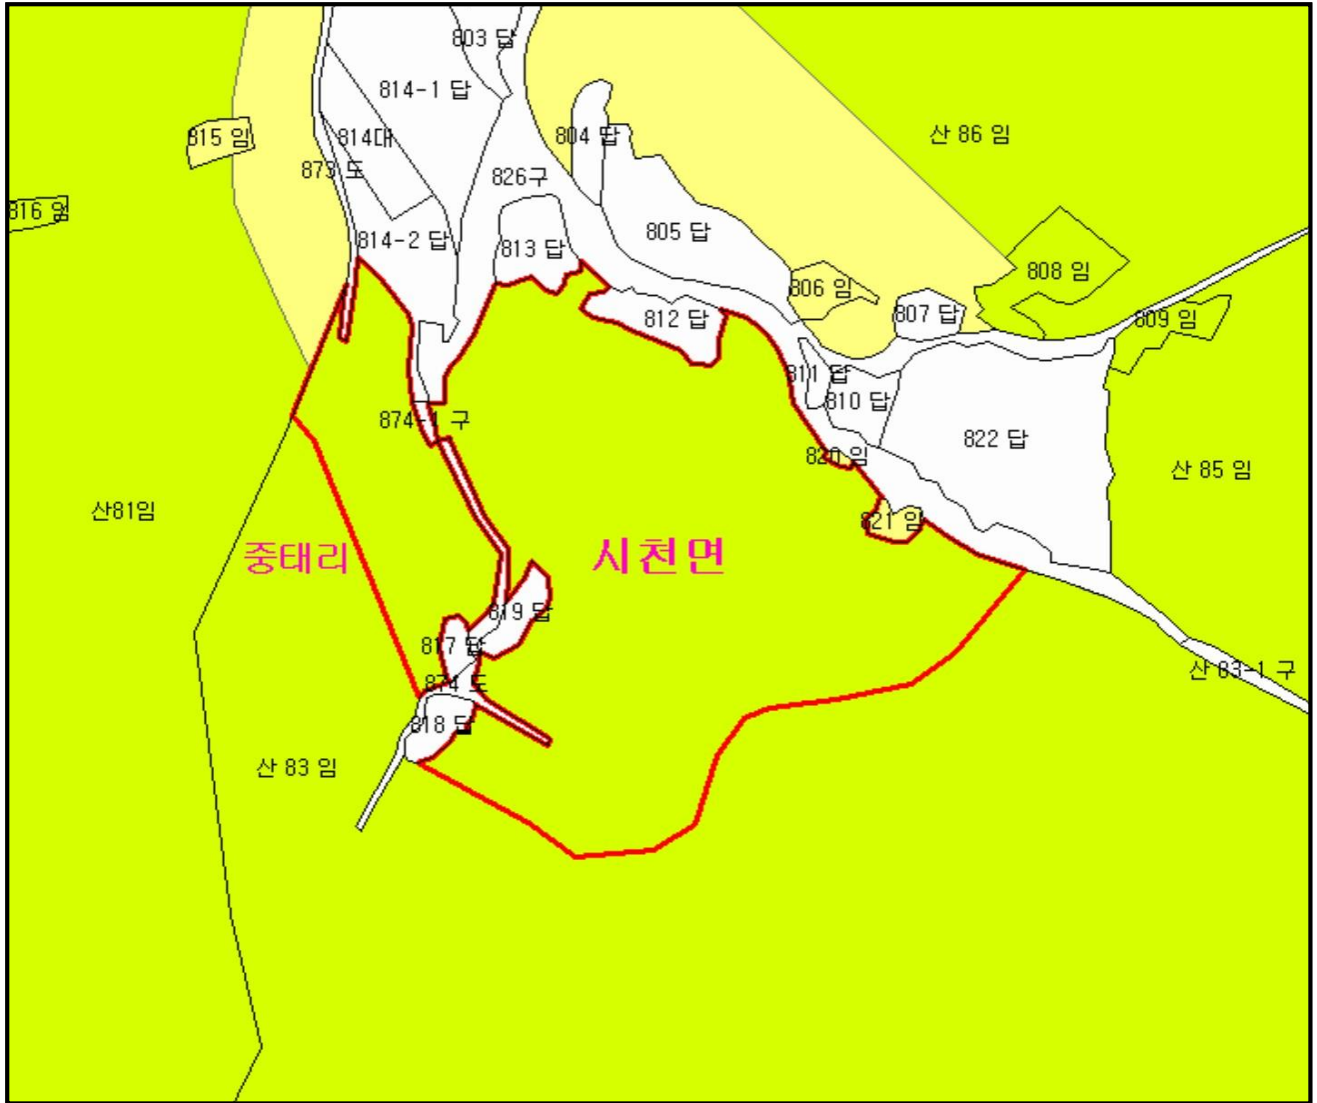 803 답
814-1 답
815 임
814대
804 답
산 86 임
873 도
826구
816 임
814-2 답
813 답
805 답
808 임
806 임
807 답
812 답
809 임
811 답
810 답
874-1 구
822 답
820 임
산 85 임
산81임
821 임
중태리
시천면
819 답
817 답
874 도
산 83-1 구
818 답
산 83 임